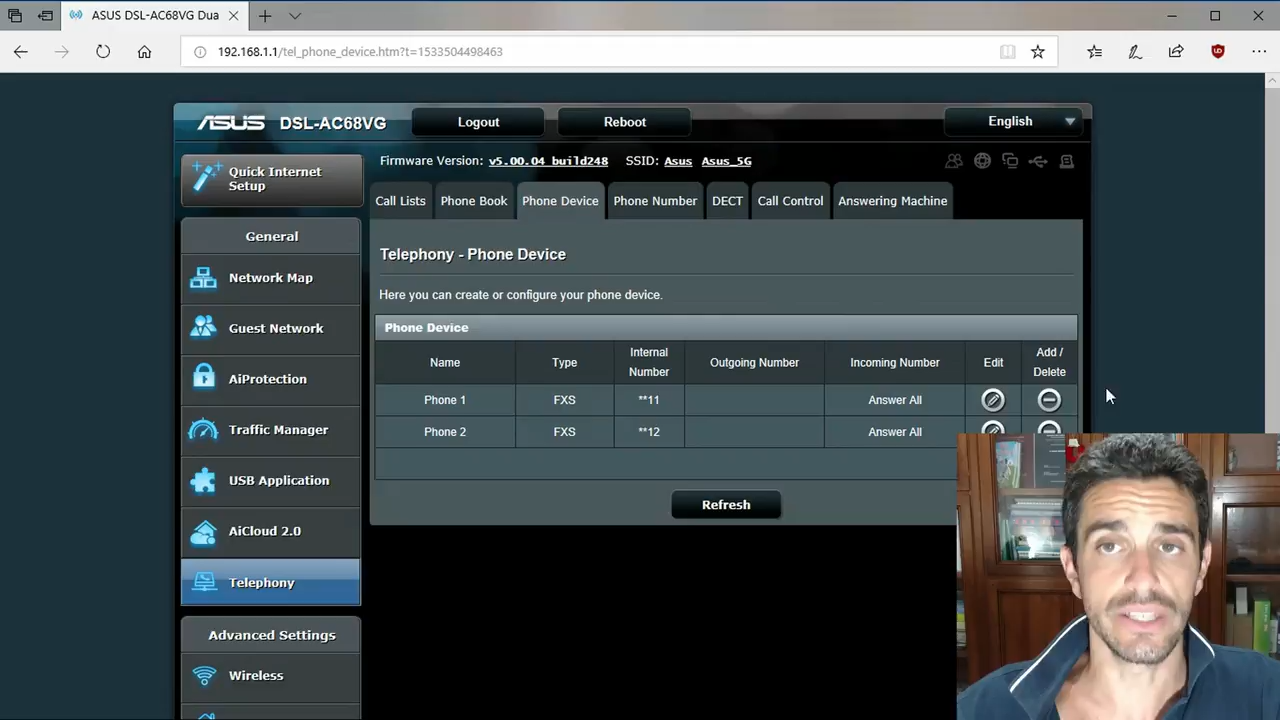 ASUS DSL-AC68VG Dua
192.168.1.1/tel_phone_device.htm?t=1533504498463
ASUS DSL-AC68VG
Logout
Reboot
English
Quick Internet
Setup
Firmware Version: v5.00.04_build248 SSID: Asus Asus_5G
Call Lists
Phone Book
Phone Device
Phone Number
DECT
Call Control
Answering Machine
General
Network Map
Guest Network
AiProtection
Traffic Manager
USB Application
AiCloud 2.0
Telephony
Advanced Settings
Wireless
Telephony - Phone Device
Here you can create or configure your phone device.
Phone Device
Name Type Internal Number Outgoing Number Incoming Number Edit Add / Delete
Phone 1 FXS **11 Answer All
Phone 2 FXS **12 Answer All
Refresh